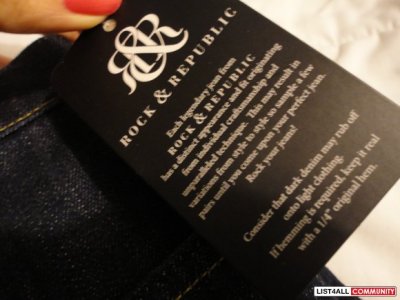 R&R
ROCK & REPUBLIC
Each legendary jean from
ROCK & REPUBLIC
has a distinct appearance and fit originating
from individual craftsmanship and
unparalleled technique. This may result in
variations from style to style so sample a few
pairs until you come upon your perfect jean.
Rock your jeans!
Consider that dark denim may rub off
onto light clothing.
If hemming is required, keep it real
with a 1/4" original hem.
LIST4ALL COMMUNITY